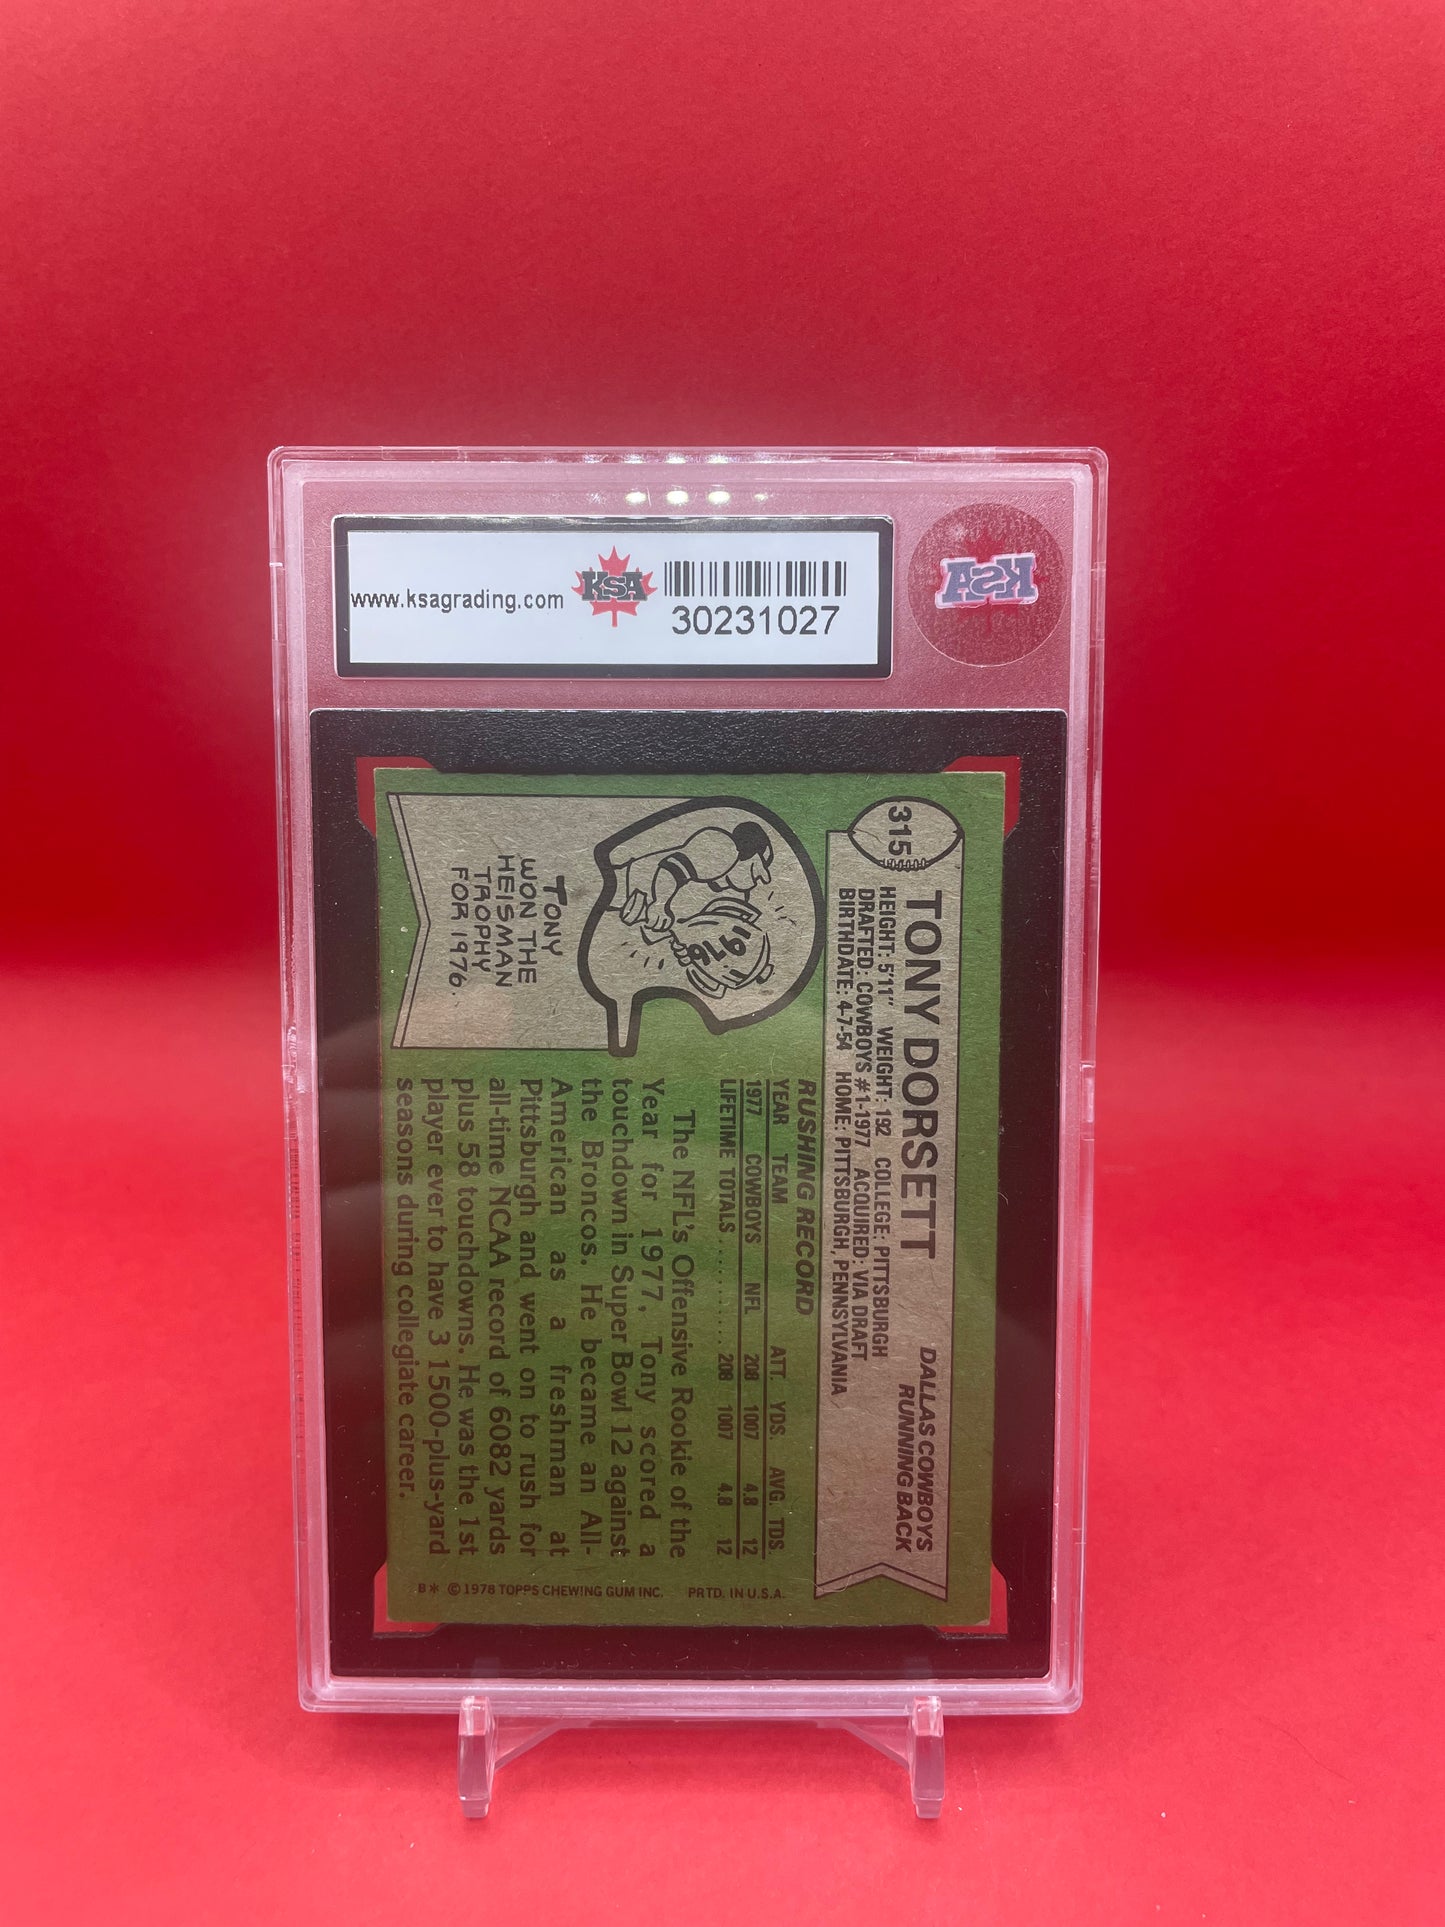 www.ksagrading.com
KSA
30231027
KSA
315
TONY DORSETT
DALLAS COWBOYS
RUNNING BACK
HEIGHT: 5'11" WEIGHT: 192 COLLEGE: PITTSBURGH
DRAFTED: COWBOYS #1-1977 ACQUIRED: VIA DRAFT
BIRTHDATE: 4-7-54 HOME: PITTSBURGH, PENNSYLVANIA
1976
TONY
WON THE
HEISMAN
TROPHY
FOR 1976.
RUSHING RECORD
YEAR TEAM ATT. YDS. AVG. TDS.
1977 COWBOYS NFL 208 1007 4.8 12
LIFETIME TOTALS .......... 208 1007 4.8 12
The NFL's Offensive Rookie of the
Year for 1977, Tony scored a
touchdown in Super Bowl 12 against
the Broncos. He became an All-
American as a freshman at
Pittsburgh and went on to rush for
all-time NCAA record of 6082 yards
plus 58 touchdowns. He was the 1st
player ever to have 3 1500-plus-yard
seasons during collegiate career.
B* © 1978 TOPPS CHEWING GUM INC. PRTD. IN U.S.A.